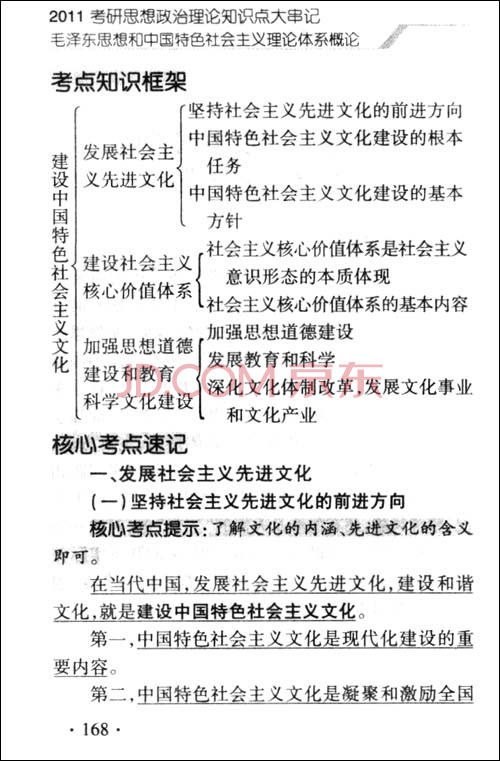 2011考研思想政治理论知识点大串记
毛泽东思想和中国特色社会主义理论体系概论
考点知识框架
建设中国特色社会主义文化
发展社会主
义先进文化
坚持社会主义先进文化的前进方向
中国特色社会主义文化建设的根本
任务
中国特色社会主义文化建设的基本
方针
建设社会主义
核心价值体系
社会主义核心价值体系是社会主义
意识形态的本质体现
社会主义核心价值体系的基本内容
加强思想道德
建设和教育
科学文化建设
加强思想道德建设
发展教育和科学
深化文化体制改革,发展文化事业
和文化产业
JD.COM 京东
核心考点速记
一、发展社会主义先进文化
(一)坚持社会主义先进文化的前进方向
核心考点提示:了解文化的内涵、先进文化的含义
即可。
在当代中国,发展社会主义先进文化,建设和谐
文化,就是建设中国特色社会主义文化。
第一,中国特色社会主义文化是现代化建设的重
要内容。
第二,中国特色社会主义文化是凝聚和激励全国
·168·